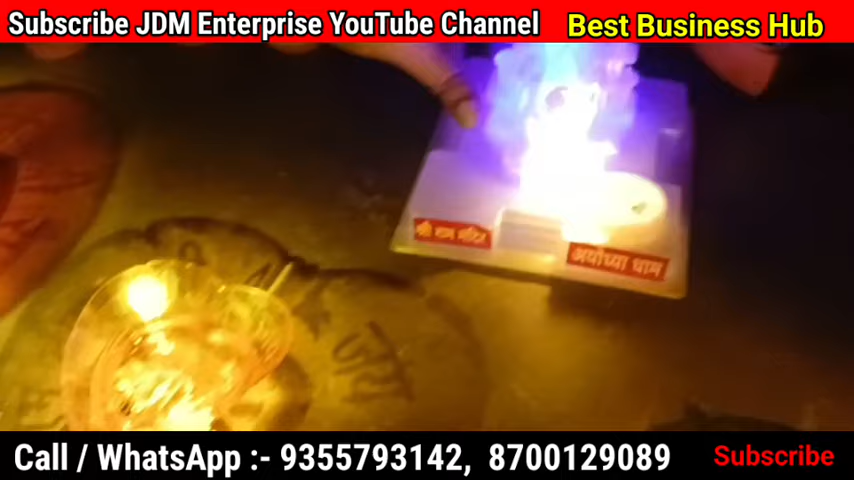 Subscribe JDM Enterprise YouTube Channel
Best Business Hub
श्री राम मंदिर
अयोध्या धाम
Call / WhatsApp :- 9355793142, 8700129089
Subscribe